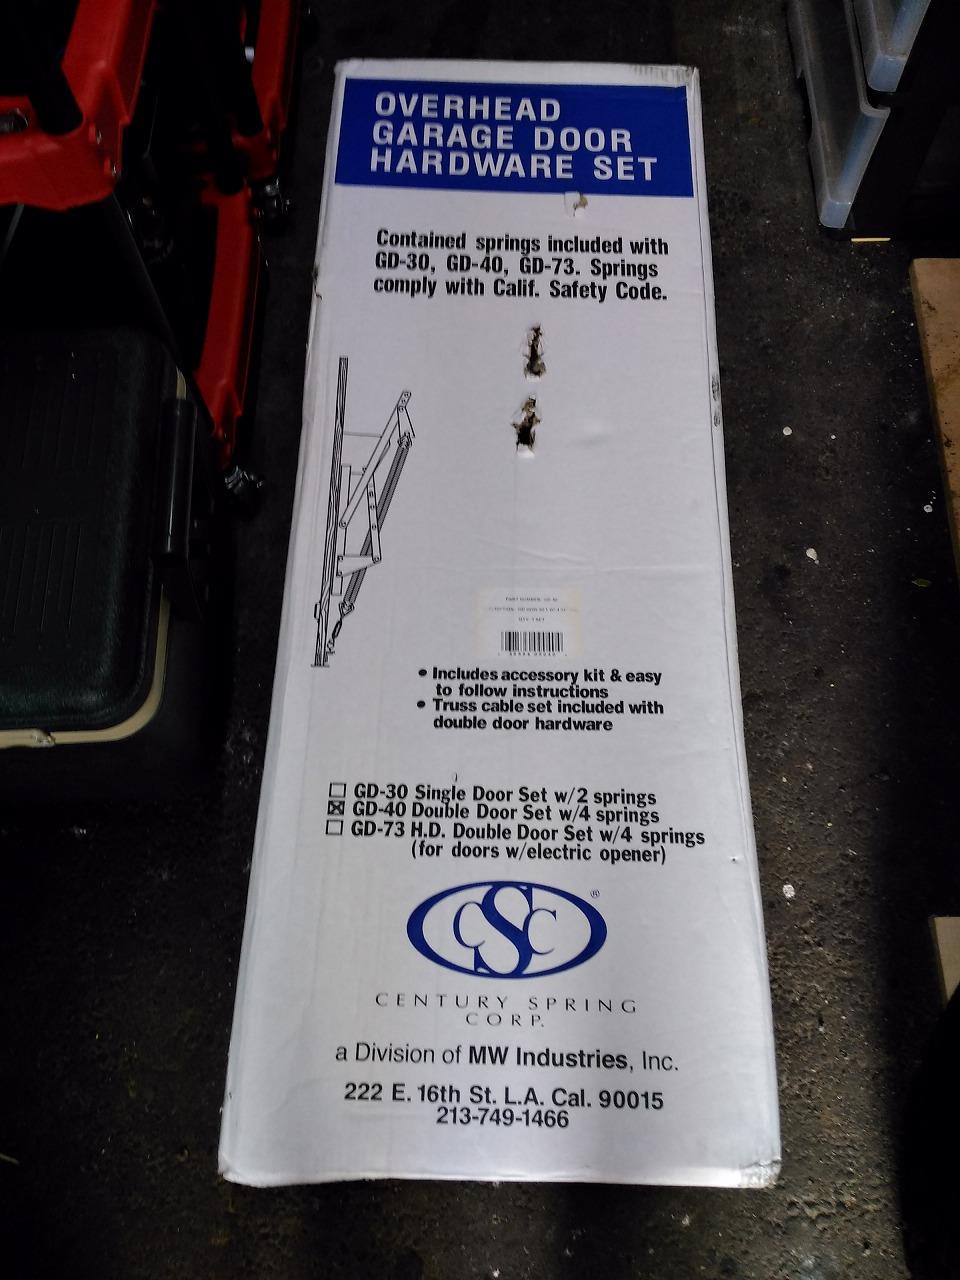 OVERHEAD
GARAGE DOOR
HARDWARE SET
Contained springs included with
GD-30, GD-40, GD-73. Springs
comply with Calif. Safety Code.
• Includes accessory kit & easy
to follow instructions
• Truss cable set included with
double door hardware
☐ GD-30 Single Door Set w/2 springs
☒ GD-40 Double Door Set w/4 springs
☐ GD-73 H.D. Double Door Set w/4 springs
(for doors w/electric opener)
CSC ®
CENTURY SPRING
CORP.
a Division of MW Industries, Inc.
222 E. 16th St. L.A. Cal. 90015
213-749-1466